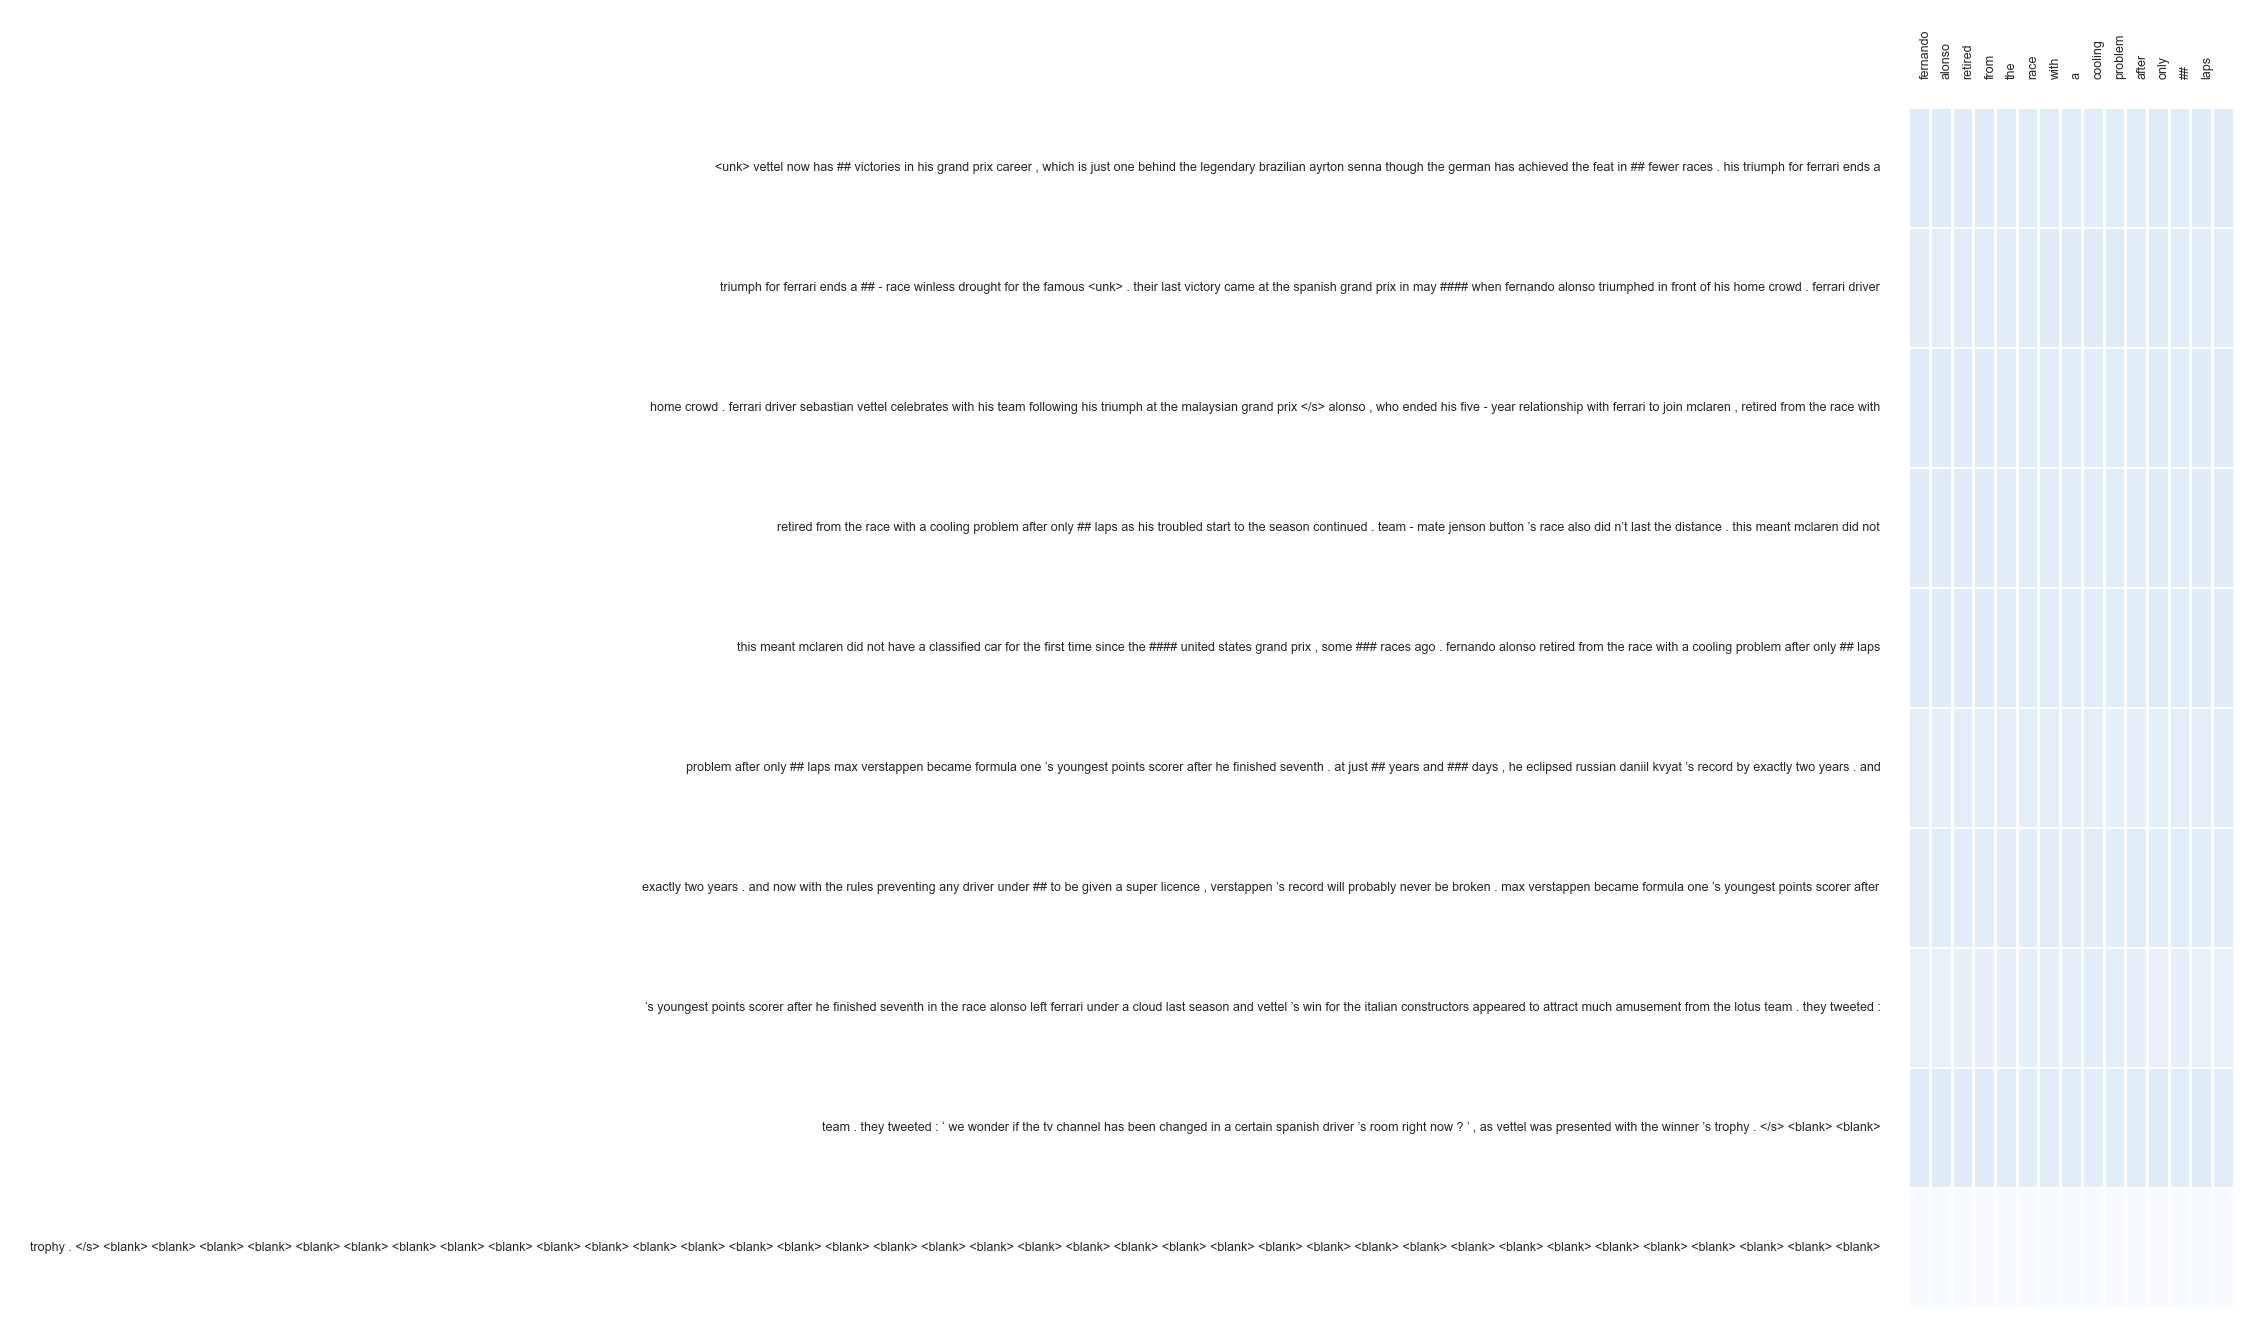 fernando
alonso
retired
from
the
race
with
a
cooling
problem
after
only
##
laps
<unk> vettel now has ## victories in his grand prix career , which is just one behind the legendary brazilian ayrton senna though the german has achieved the feat in ## fewer races . his triumph for ferrari ends a
triumph for ferrari ends a ## - race winless drought for the famous <unk> . their last victory came at the spanish grand prix in may #### when fernando alonso triumphed in front of his home crowd . ferrari driver
home crowd . ferrari driver sebastian vettel celebrates with his team following his triumph at the malaysian grand prix </s> alonso , who ended his five - year relationship with ferrari to join mclaren , retired from the race with
retired from the race with a cooling problem after only ## laps as his troubled start to the season continued . team - mate jenson button ’s race also did n’t last the distance . this meant mclaren did not
this meant mclaren did not have a classified car for the first time since the #### united states grand prix , some ### races ago . fernando alonso retired from the race with a cooling problem after only ## laps
problem after only ## laps max verstappen became formula one ’s youngest points scorer after he finished seventh . at just ## years and ### days , he eclipsed russian daniil kvyat ’s record by exactly two years . and
exactly two years . and now with the rules preventing any driver under ## to be given a super licence , verstappen ’s record will probably never be broken . max verstappen became formula one ’s youngest points scorer after
’s youngest points scorer after he finished seventh in the race alonso left ferrari under a cloud last season and vettel ’s win for the italian constructors appeared to attract much amusement from the lotus team . they tweeted :
team . they tweeted : ‘ we wonder if the tv channel has been changed in a certain spanish driver ’s room right now ? ’ , as vettel was presented with the winner ’s trophy . </s> <blank> <blank>
trophy . </s> <blank> <blank> <blank> <blank> <blank> <blank> <blank> <blank> <blank> <blank> <blank> <blank> <blank> <blank> <blank> <blank> <blank> <blank> <blank> <blank> <blank> <blank> <blank> <blank> <blank> <blank> <blank> <blank> <blank> <blank> <blank> <blank> <blank> <blank> <blank> <blank> <blank>